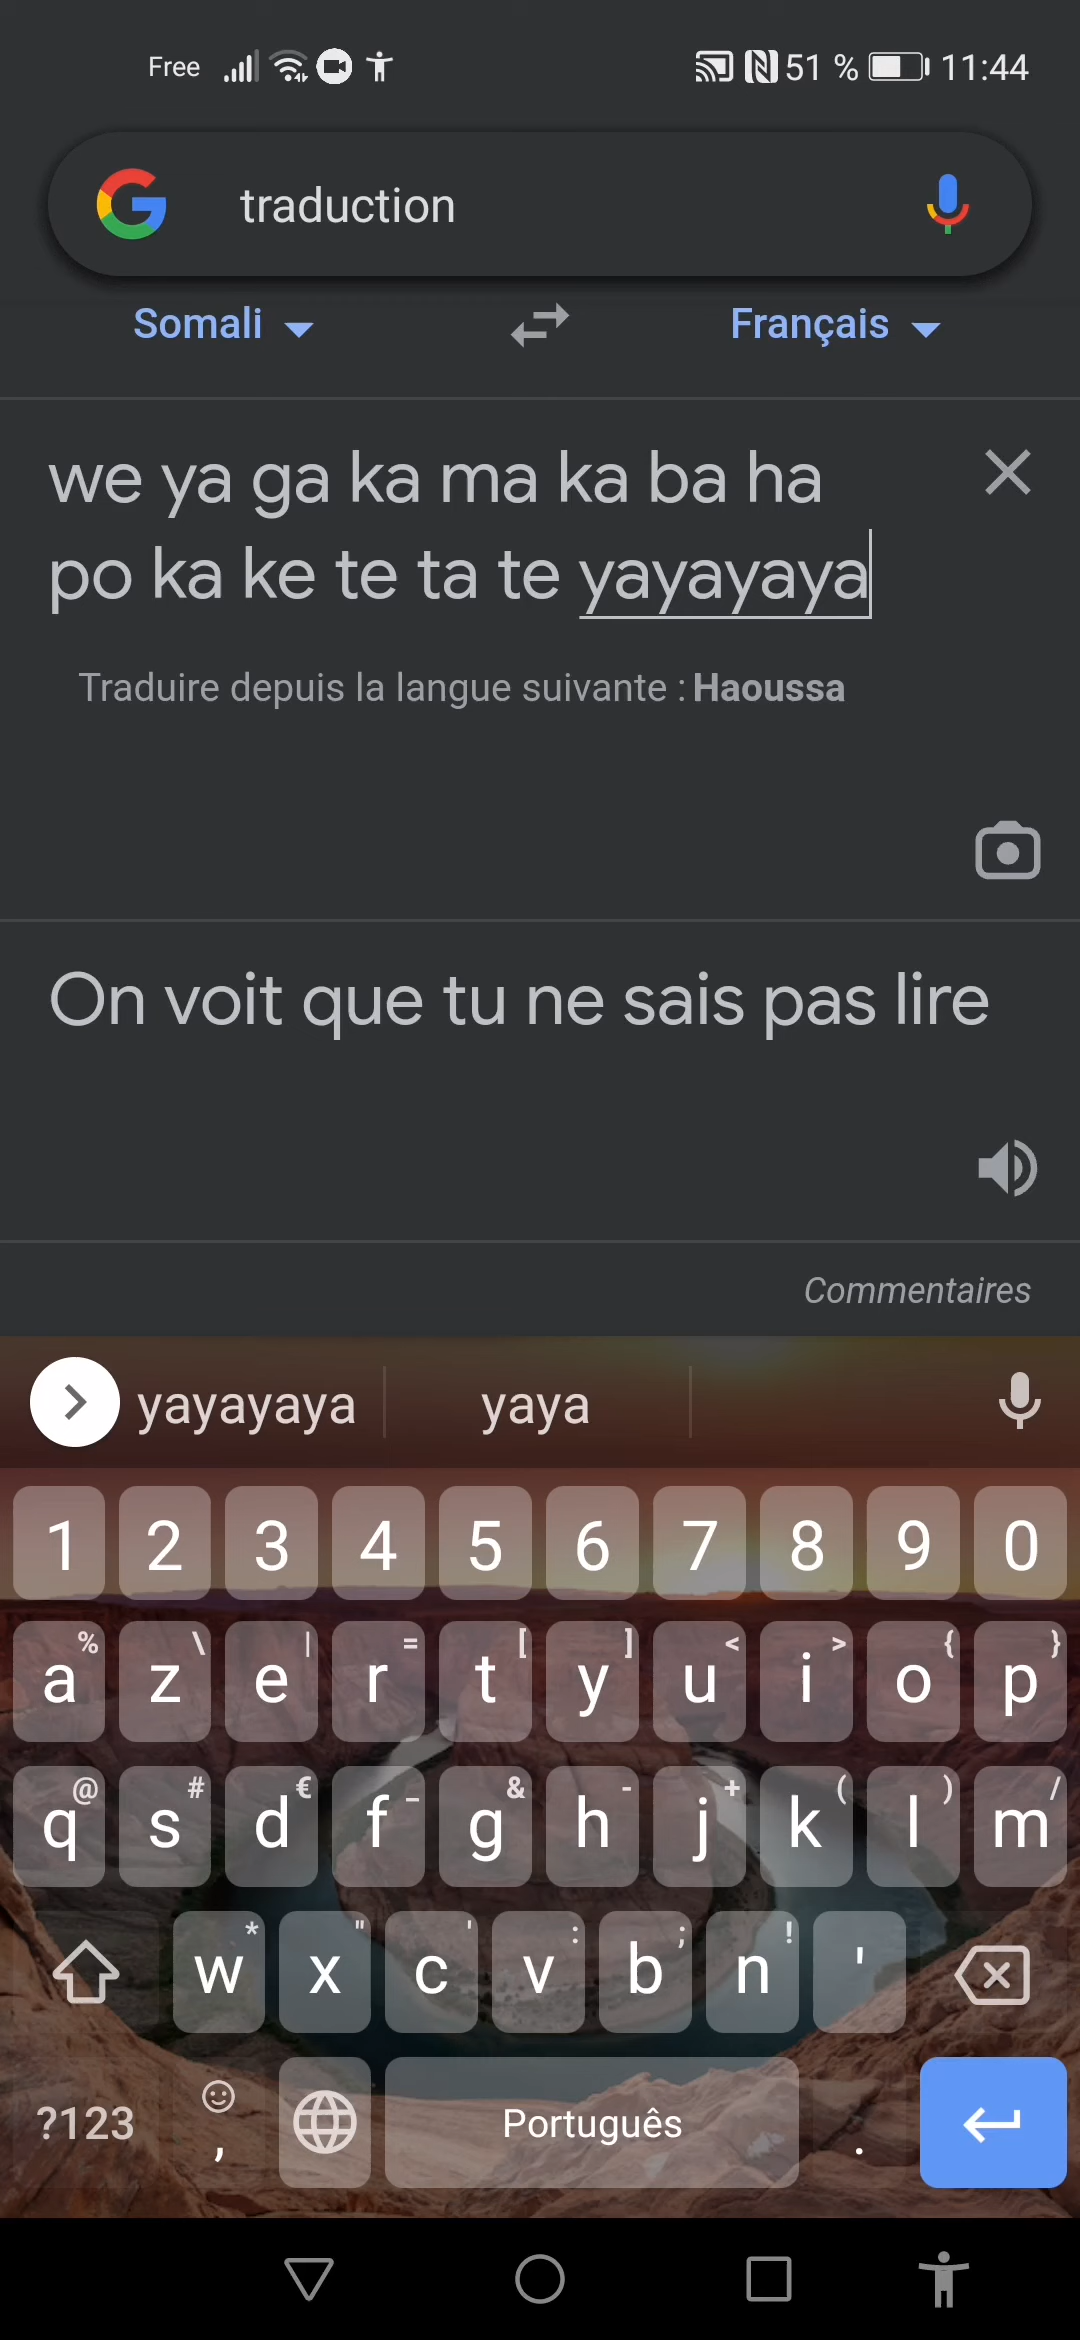 Free 51 % 11:44
traduction
Somali Français
we ya ga ka ma ka ba ha
po ka ke te ta te yayayaya
Traduire depuis la langue suivante : Haoussa
On voit que tu ne sais pas lire
Commentaires
yayayaya yaya
1 2 3 4 5 6 7 8 9 0
% \ | = [ ] < > { }
a z e r t y u i o p
@ # € _ & - + ( ) /
q s d f g h j k l m
* " ' : ; !
w x c v b n '
?123 , Português .